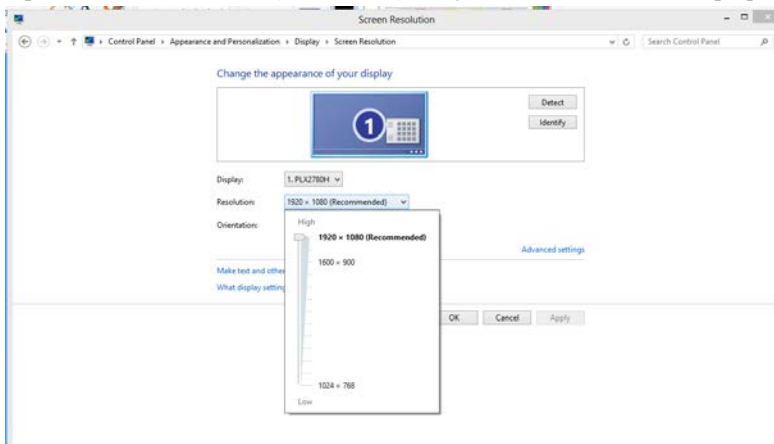 Screen Resolution
Control Panel › Appearance and Personalization › Display › Screen Resolution
Search Control Panel
Change the appearance of your display
1
Detect
Identify
Display: 1. PLX2780H
Resolution: 1920 × 1080 (Recommended)
Orientation:
High
1920 × 1080 (Recommended)
Advanced settings
1600 × 900
Make text and other
What display setting
OK Cancel Apply
1024 × 768
Low